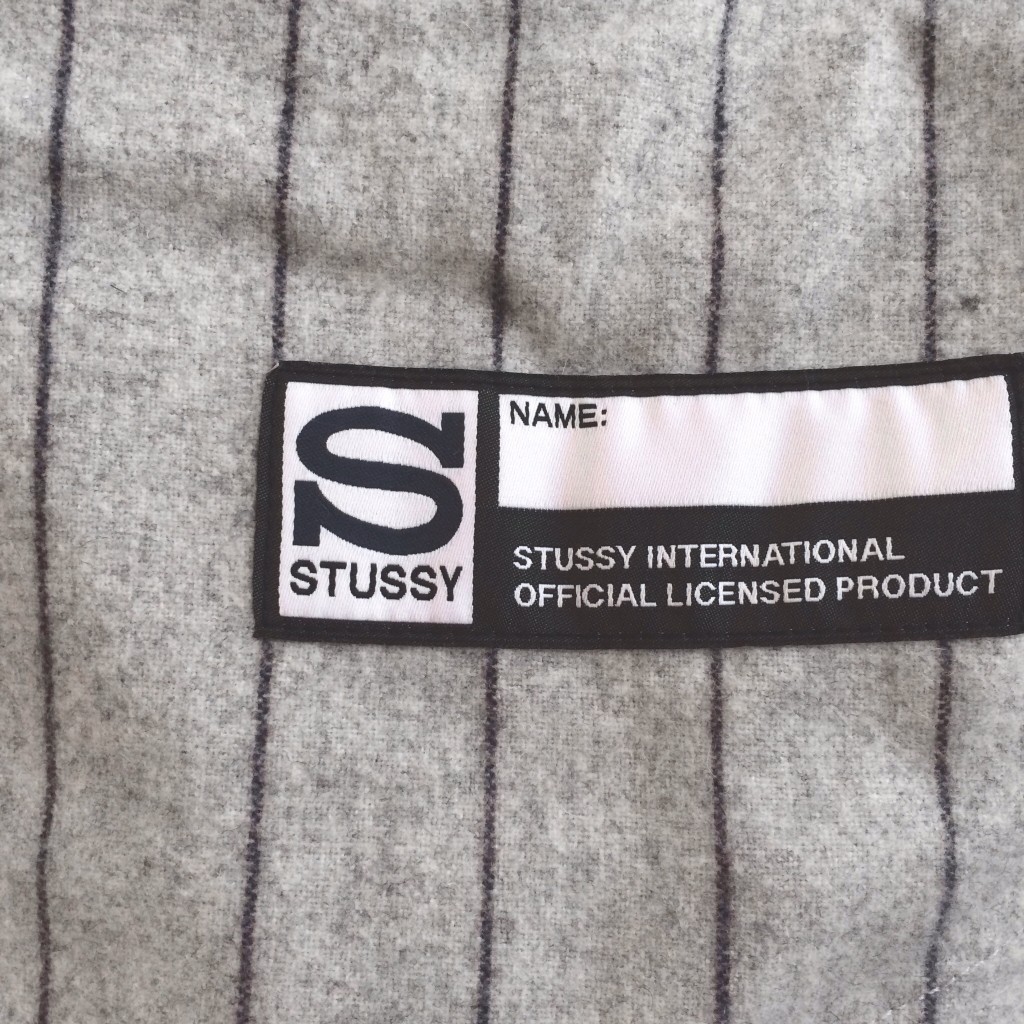 S
STUSSY
NAME:
STUSSY INTERNATIONAL
OFFICIAL LICENSED PRODUCT